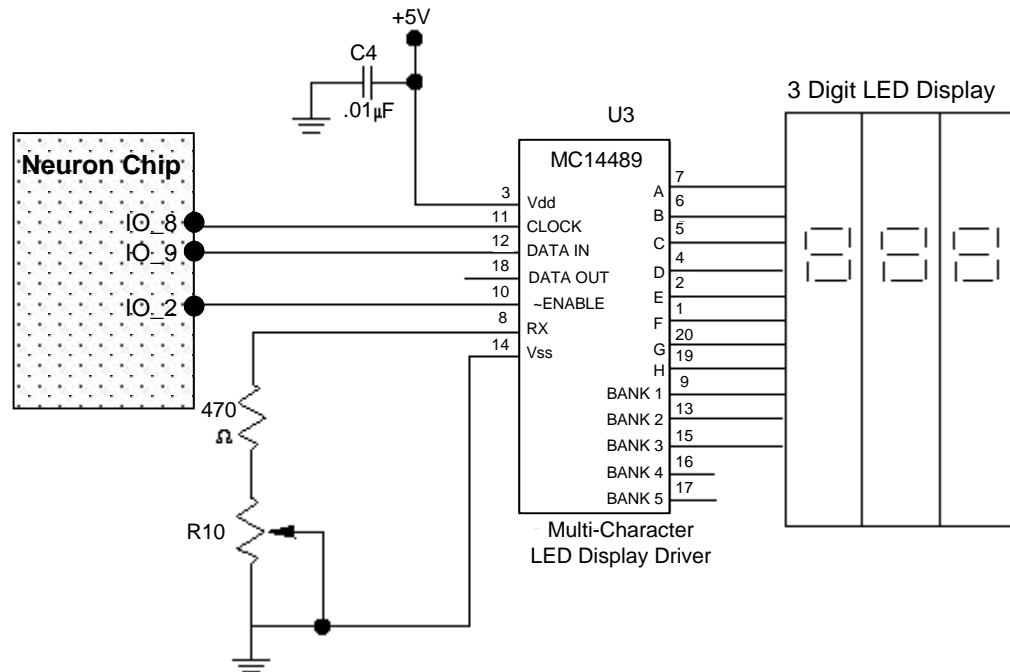 +5V
C4
.01µF
3 Digit LED Display
U3
Neuron Chip
MC14489
IO_8
IO_9
IO_2
3
11
12
18
10
8
14
Vdd
CLOCK
DATA IN
DATA OUT
~ENABLE
RX
Vss
A
B
C
D
E
F
G
H
BANK 1
BANK 2
BANK 3
BANK 4
BANK 5
7
6
5
4
2
1
20
19
9
13
15
16
17
470
Ω
R10
Multi-Character
LED Display Driver